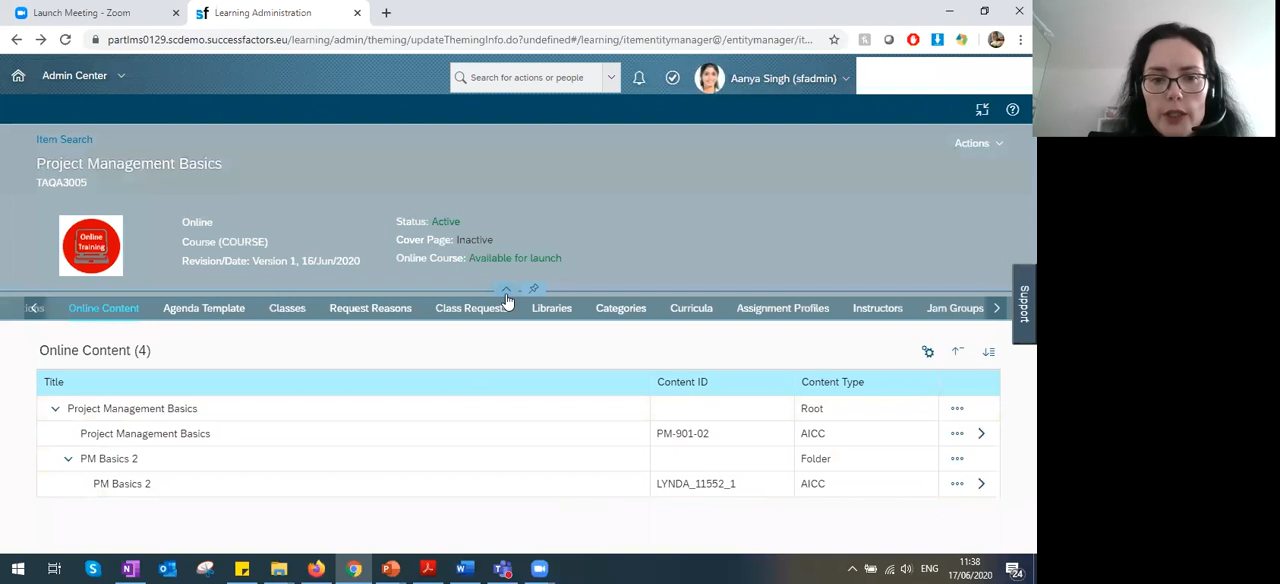 Launch Meeting - Zoom
Learning Administration
partlms0129.scdemo.successfactors.eu/learning/admin/theming/updateThemingInfo.do?undefined#/learning/itementitymanager@/entitymanager/it...
Admin Center
Search for actions or people
Aanya Singh (sfadmin)
Item Search
Project Management Basics
TAQA3005
Actions
Online
Training
Online
Course (COURSE)
Revision/Date: Version 1, 16/Jun/2020
Status: Active
Cover Page: Inactive
Online Course: Available for launch
Support
Online Content Agenda Template Classes Request Reasons Class Request Libraries Categories Curricula Assignment Profiles Instructors Jam Groups
Online Content (4)
Title Content ID Content Type
Project Management Basics Root
Project Management Basics PM-901-02 AICC
PM Basics 2 Folder
PM Basics 2 LYNDA_11552_1 AICC
ENG
11:38
17/06/2020
24